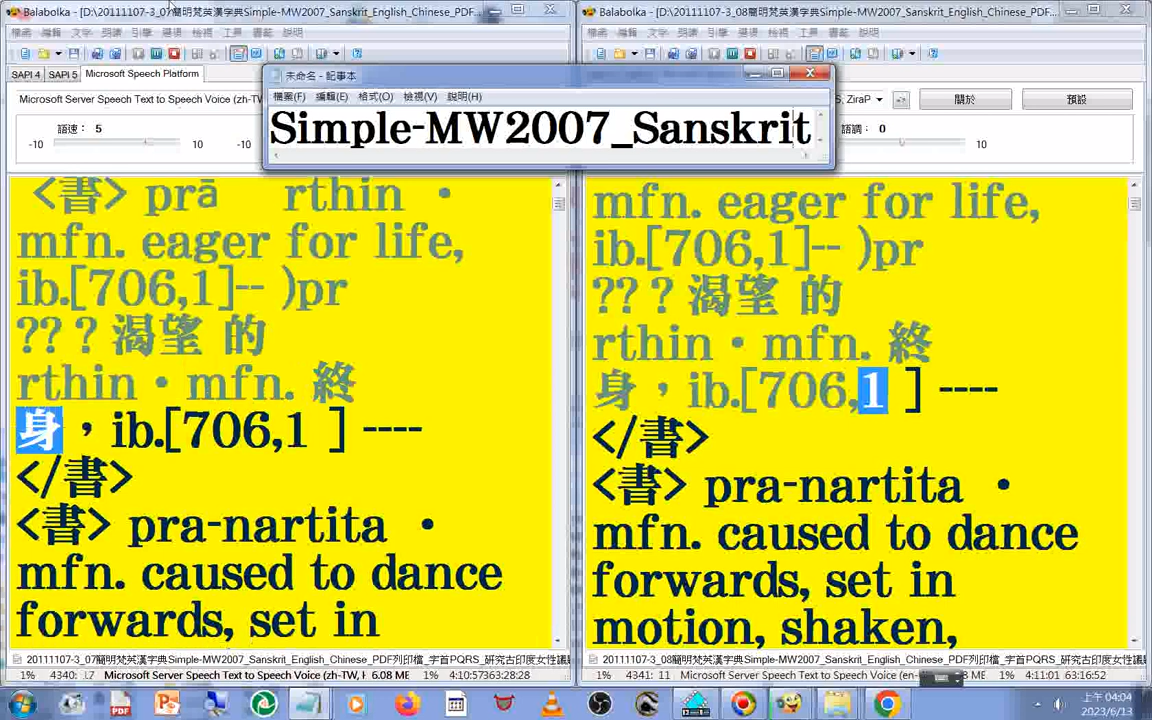 Balabolka - [D:\20111107-3_07簡明梵英漢字典Simple-MW2007_Sanskrit_English_Chinese_PDF...
Balabolka - [D:\20111107-3_08簡明梵英漢字典Simple-MW2007_Sanskrit_English_Chinese_PDF...
SAPI 4 SAPI 5 Microsoft Speech Platform
Microsoft Server Speech Text to Speech Voice (zh-TW,
語速： 5
-10 10 -10
未命名 - 記事本
檔案(F) 編輯(E) 格式(O) 檢視(V) 說明(H)
Simple-MW2007_Sanskrit
5, ZiraP 關於 預設
語調： 0
10
<書> prā rthin •
mfn. eager for life,
ib.[706,1]-- )pr
?? ? 渴望 的
rthin • mfn. 終
身，ib.[706,1 ] ----
</書>
<書> pra-nartita •
mfn. caused to dance
forwards, set in
mfn. eager for life,
ib.[706,1]-- )pr
?? ? 渴望 的
rthin • mfn. 終
身，ib.[706,1 ] ----
</書>
<書> pra-nartita •
mfn. caused to dance
forwards, set in
motion, shaken,
20111107-3_07簡明梵英漢字典Simple-MW2007_Sanskrit_English_Chinese_PDF列印檔_字首PQRS_研究古印度女性議
20111107-3_08簡明梵英漢字典Simple-MW2007_Sanskrit_English_Chinese_PDF列印檔_字首PQRS_研究古印度女性議
1% 4340: 17 Microsoft Server Speech Text to Speech Voice (zh-TW, 6.08 MB 1% 4:10:57 63:28:28
1% 4341: 11 Microsoft Server Speech Text to Speech Voice 1% 4:11:01 63:16:52
上午 04:04
2023/6/13